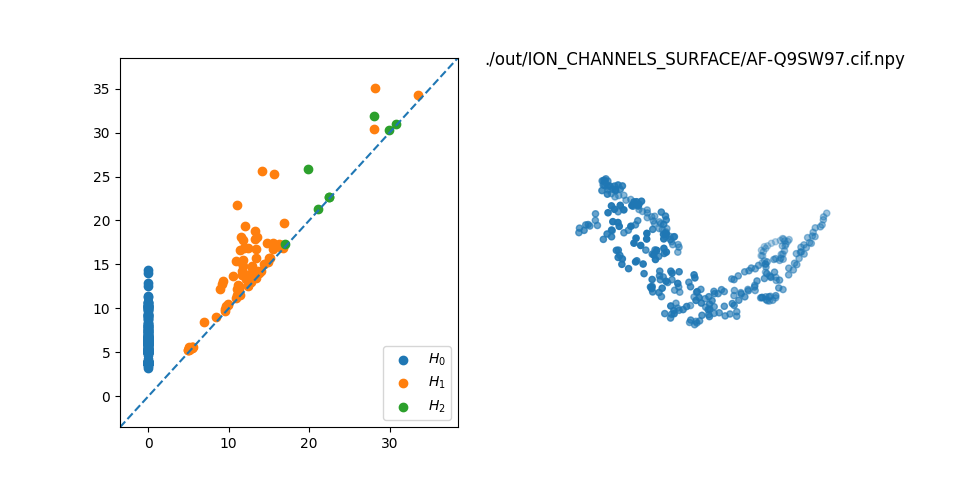 ./out/ION_CHANNELS_SURFACE/AF-Q9SW97.cif.npy
35
30
25
20
15
10
5
0
H₀
H₁
H₂
0 10 20 30